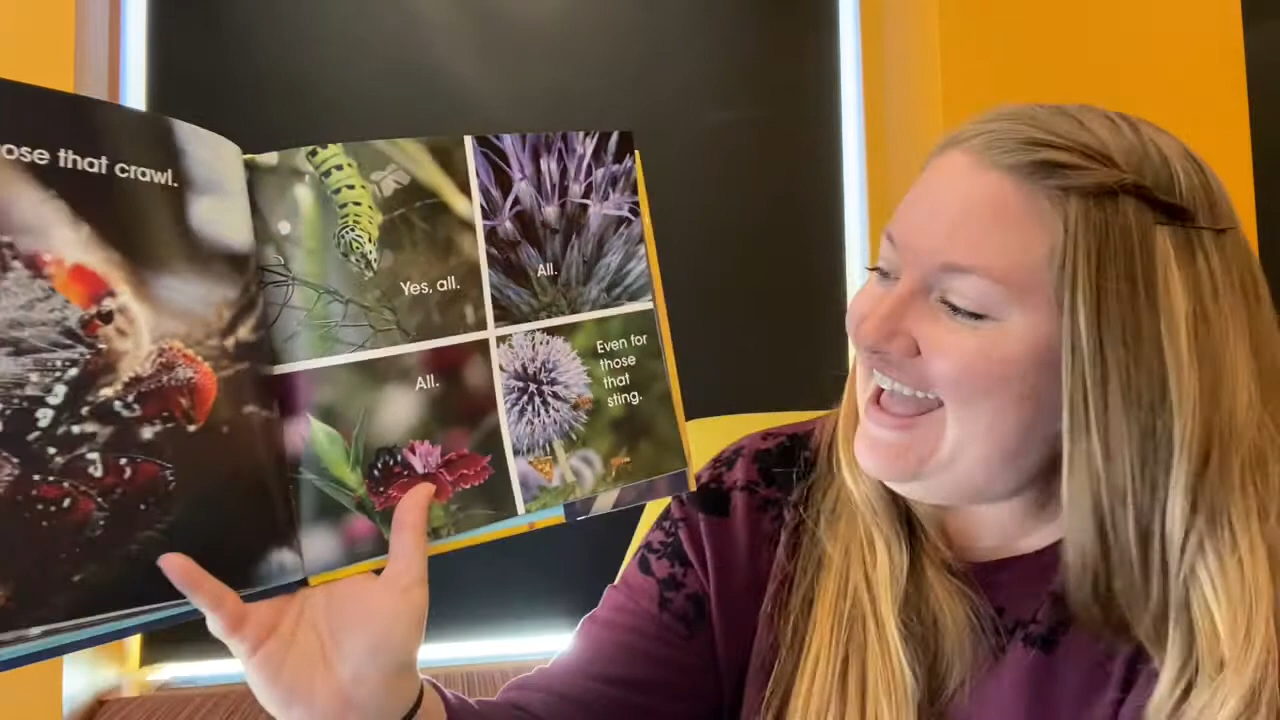 ose that crawl.
Yes, all.
All.
All.
Even for
those
that
sting.